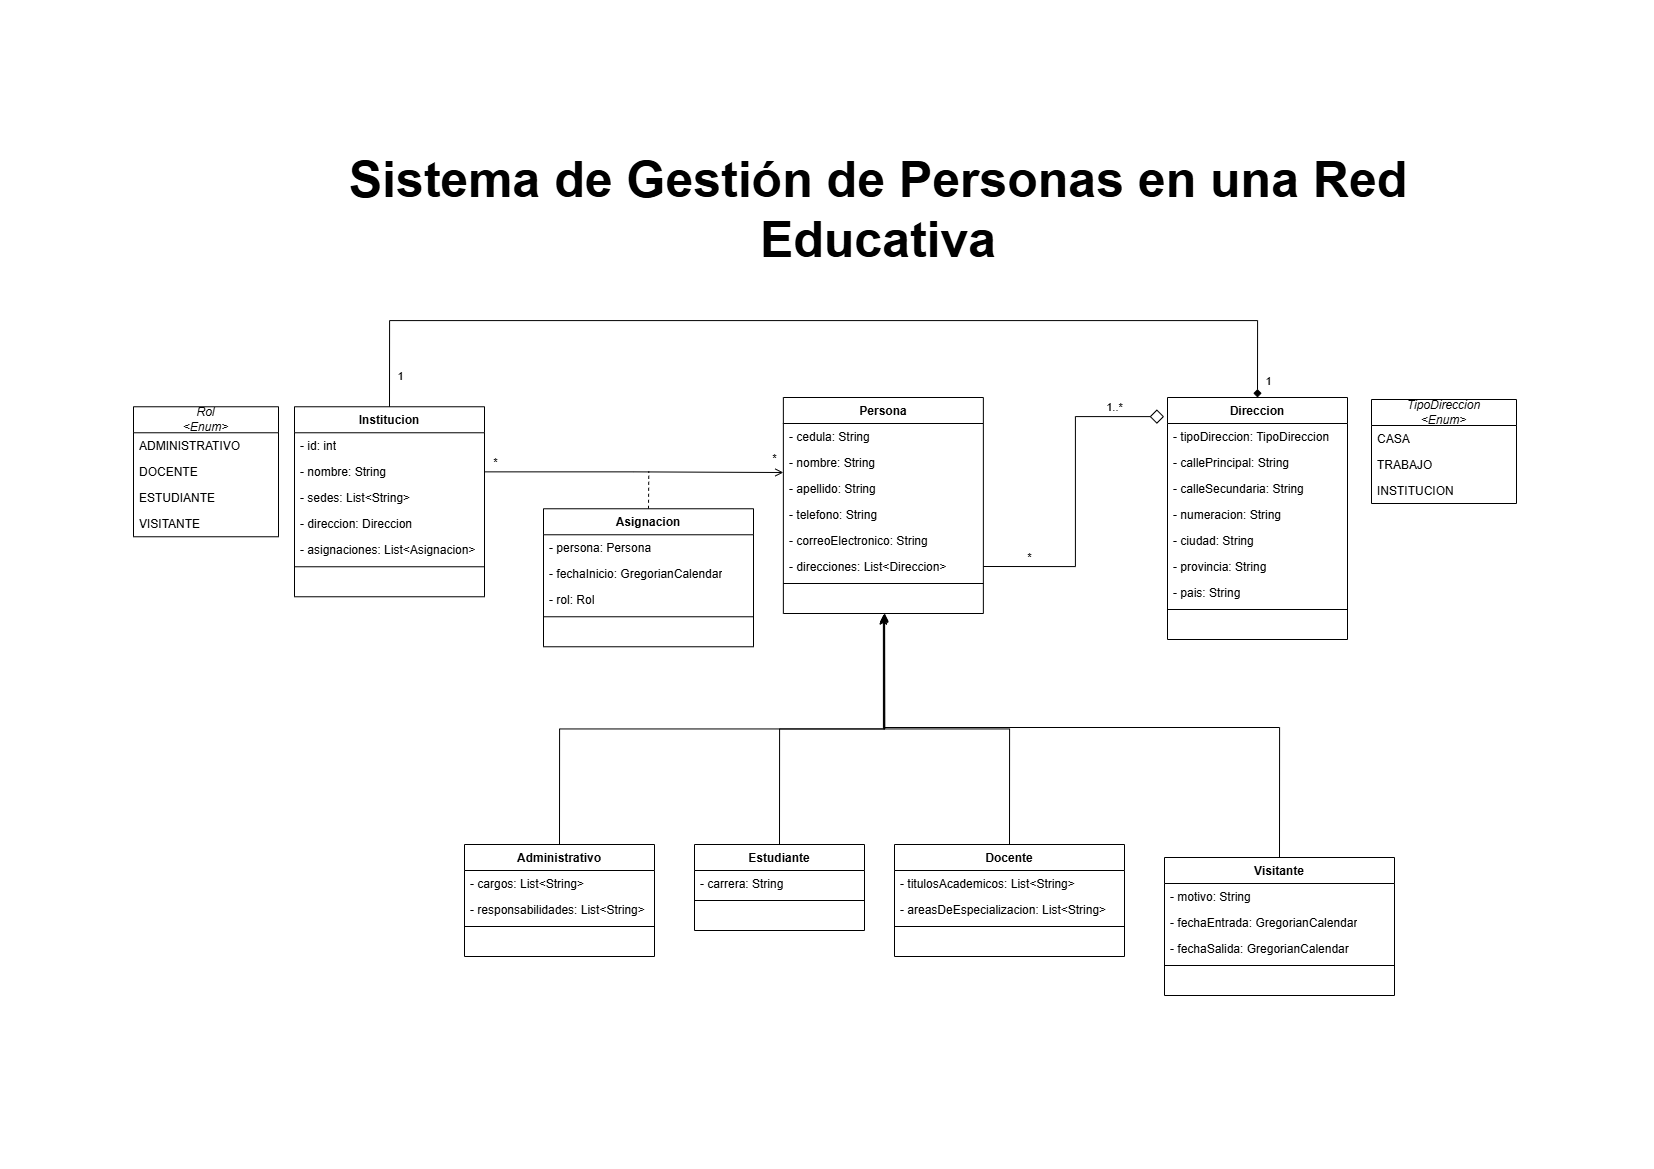 Sistema de Gestión de Personas en una Red
Educativa
1
1
Rol
<Enum>
ADMINISTRATIVO
DOCENTE
ESTUDIANTE
VISITANTE
Institucion
- id: int
- nombre: String
- sedes: List<String>
- direccion: Direccion
- asignaciones: List<Asignacion>
*
*
Asignacion
- persona: Persona
- fechaInicio: GregorianCalendar
- rol: Rol
Persona
- cedula: String
- nombre: String
- apellido: String
- telefono: String
- correoElectronico: String
- direcciones: List<Direccion>
*
1..*
Direccion
- tipoDireccion: TipoDireccion
- callePrincipal: String
- calleSecundaria: String
- numeracion: String
- ciudad: String
- provincia: String
- pais: String
TipoDireccion
<Enum>
CASA
TRABAJO
INSTITUCION
Administrativo
- cargos: List<String>
- responsabilidades: List<String>
Estudiante
- carrera: String
Docente
- titulosAcademicos: List<String>
- areasDeEspecializacion: List<String>
Visitante
- motivo: String
- fechaEntrada: GregorianCalendar
- fechaSalida: GregorianCalendar